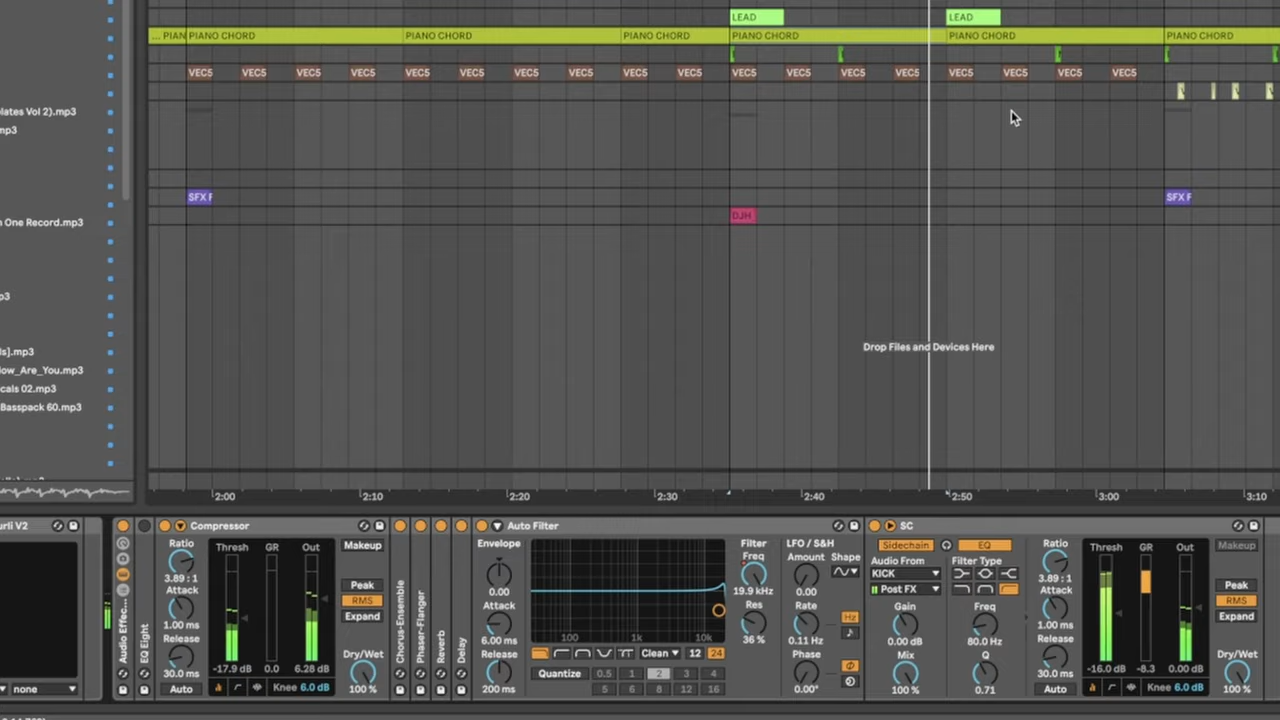 LEAD LEAD
... PIAN PIANO CHORD PIANO CHORD PIANO CHORD PIANO CHORD PIANO CHORD PIANO CHORD
VEC5 VEC5 VEC5 VEC5 VEC5 VEC5 VEC5 VEC5 VEC5 VEC5 VEC5 VEC5 VEC5 VEC5 VEC5 VEC5 VEC5 VEC5
lates Vol 2).mp3
mp3
SFX F SFX F
DJH
n One Record.mp3
p3
Drop Files and Devices Here
ls].mp3
low_Are_You.mp3
cals 02.mp3
Basspack 60.mp3
2:00 2:10 2:20 2:30 2:40 2:50 3:00 3:10
urli V2
none
Audio Effec...
EQ Eight
Compressor
Ratio
3.89 : 1
Attack
1.00 ms
Release
30.0 ms
Auto
Thresh GR Out
-17.9 dB 0.0 6.28 dB
Knee 6.0 dB
Makeup
Peak
RMS
Expand
Dry/Wet
100 %
Chorus-Ensemble
Phaser-Flanger
Reverb
Delay
Auto Filter
Envelope
0.00
Attack
6.00 ms
Release
200 ms
100 1k 10k
Clean 12 24
Quantize 0.5 1 2 3 4
5 6 8 12 16
Filter
Freq
19.9 kHz
Res
36 %
LFO / S&H
Amount Shape
0.00
Rate
0.11 Hz
Hz
Phase
0.00°
SC
Sidechain EQ
Audio From
KICK
Post FX
Gain
0.00 dB
Mix
100 %
Filter Type
Freq
80.0 Hz
Q
0.71
Ratio
3.89 : 1
Attack
1.00 ms
Release
30.0 ms
Auto
Thresh GR Out
-16.0 dB -8.3 0.00 dB
Knee 6.0 dB
Makeup
Peak
RMS
Expand
Dry/Wet
100 %